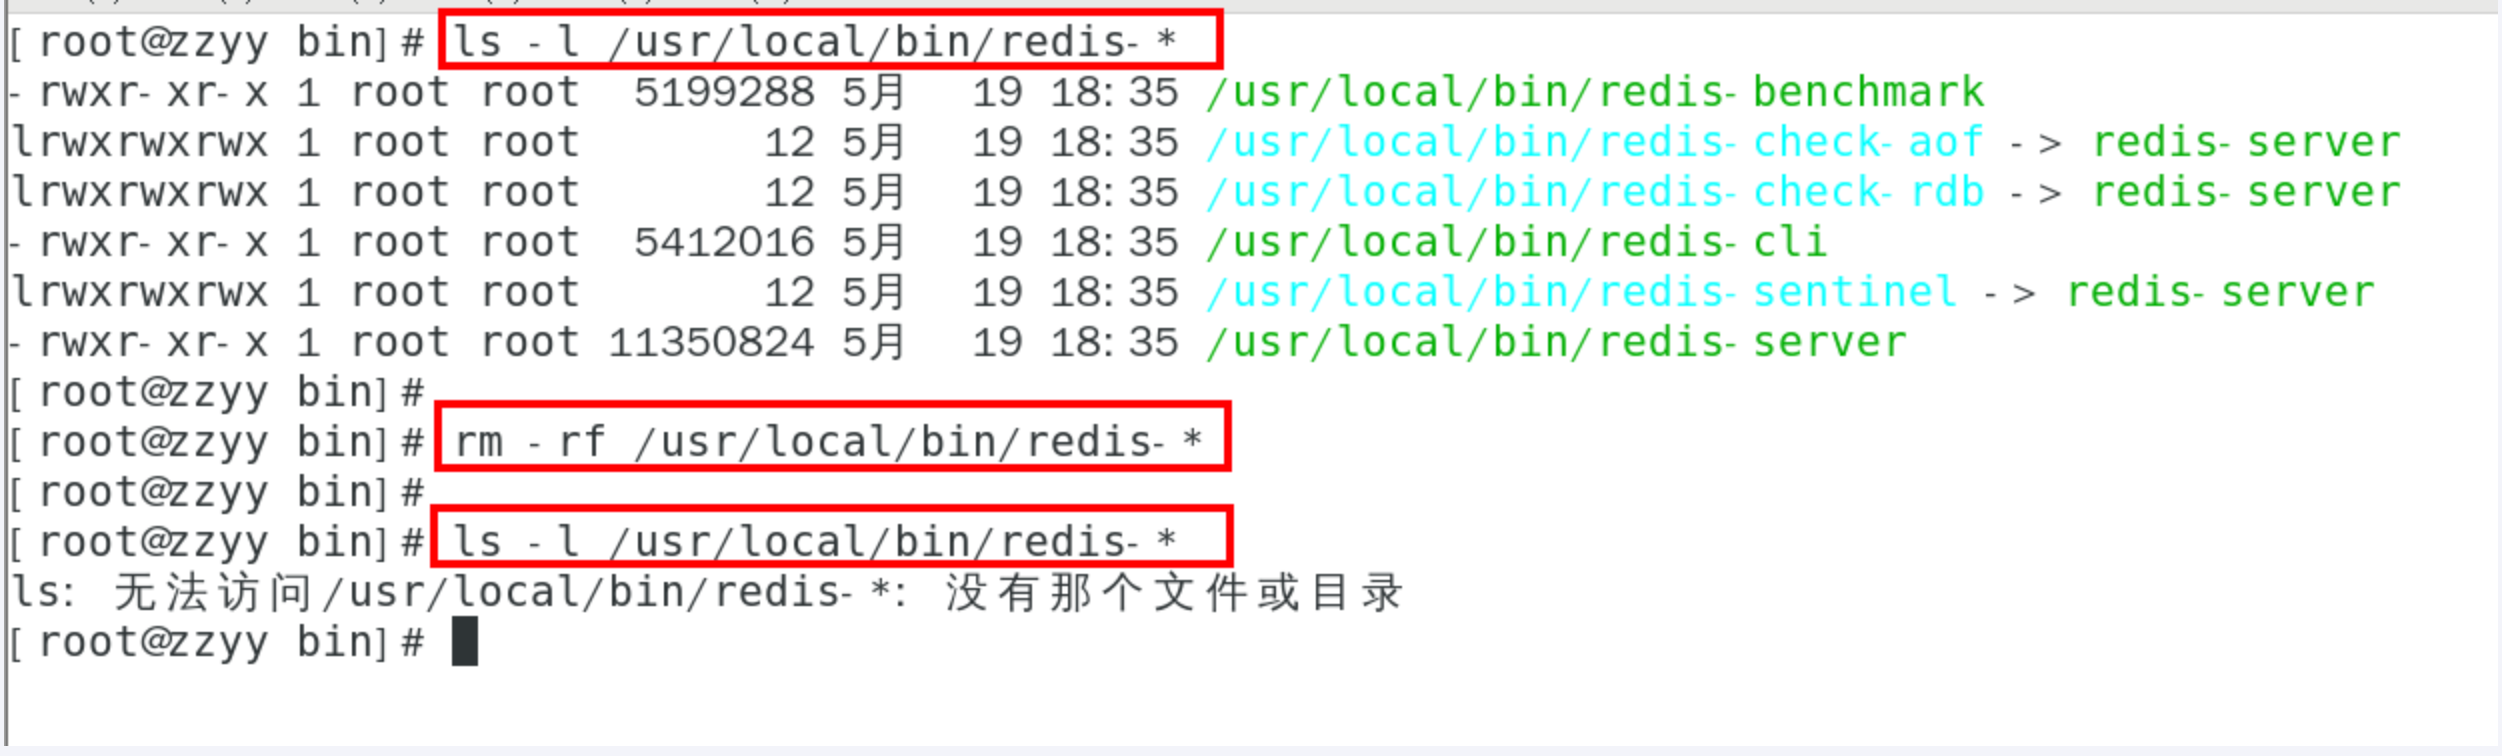 [root@zzyy bin]# ls -l /usr/local/bin/redis-*
-rwxr-xr-x 1 root root  5199288 5月  19 18:35 /usr/local/bin/redis-benchmark
lrwxrwxrwx 1 root root       12 5月  19 18:35 /usr/local/bin/redis-check-aof -> redis-server
lrwxrwxrwx 1 root root       12 5月  19 18:35 /usr/local/bin/redis-check-rdb -> redis-server
-rwxr-xr-x 1 root root  5412016 5月  19 18:35 /usr/local/bin/redis-cli
lrwxrwxrwx 1 root root       12 5月  19 18:35 /usr/local/bin/redis-sentinel -> redis-server
-rwxr-xr-x 1 root root 11350824 5月  19 18:35 /usr/local/bin/redis-server
[root@zzyy bin]#
[root@zzyy bin]# rm -rf /usr/local/bin/redis-*
[root@zzyy bin]#
[root@zzyy bin]# ls -l /usr/local/bin/redis-*
ls: 无法访问/usr/local/bin/redis-*: 没有那个文件或目录
[root@zzyy bin]#